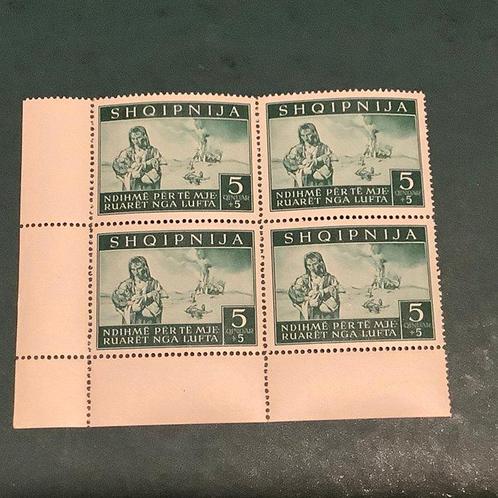 SHQIPNIJA
NDIHMË PËR TË MJE-
RUARËT NGA LUFTA
5
QINDAR
+5
SHQIPNIJA
NDIHMË PËR TË MJE-
RUARËT NGA LUFTA
5
QINDAR
+5
SHQIPNIJA
NDIHMË PËR TË MJE-
RUARËT NGA LUFTA
5
QINDAR
+5
SHQIPNIJA
NDIHMË PËR TË MJE-
RUARËT NGA LUFTA
5
QINDAR
+5